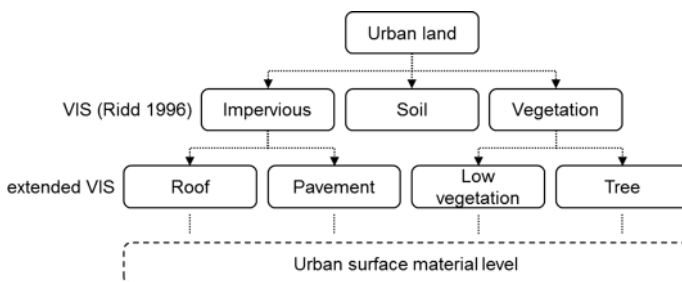 Urban land
VIS (Ridd 1996)
Impervious
Soil
Vegetation
extended VIS
Roof
Pavement
Low
vegetation
Tree
Urban surface material level